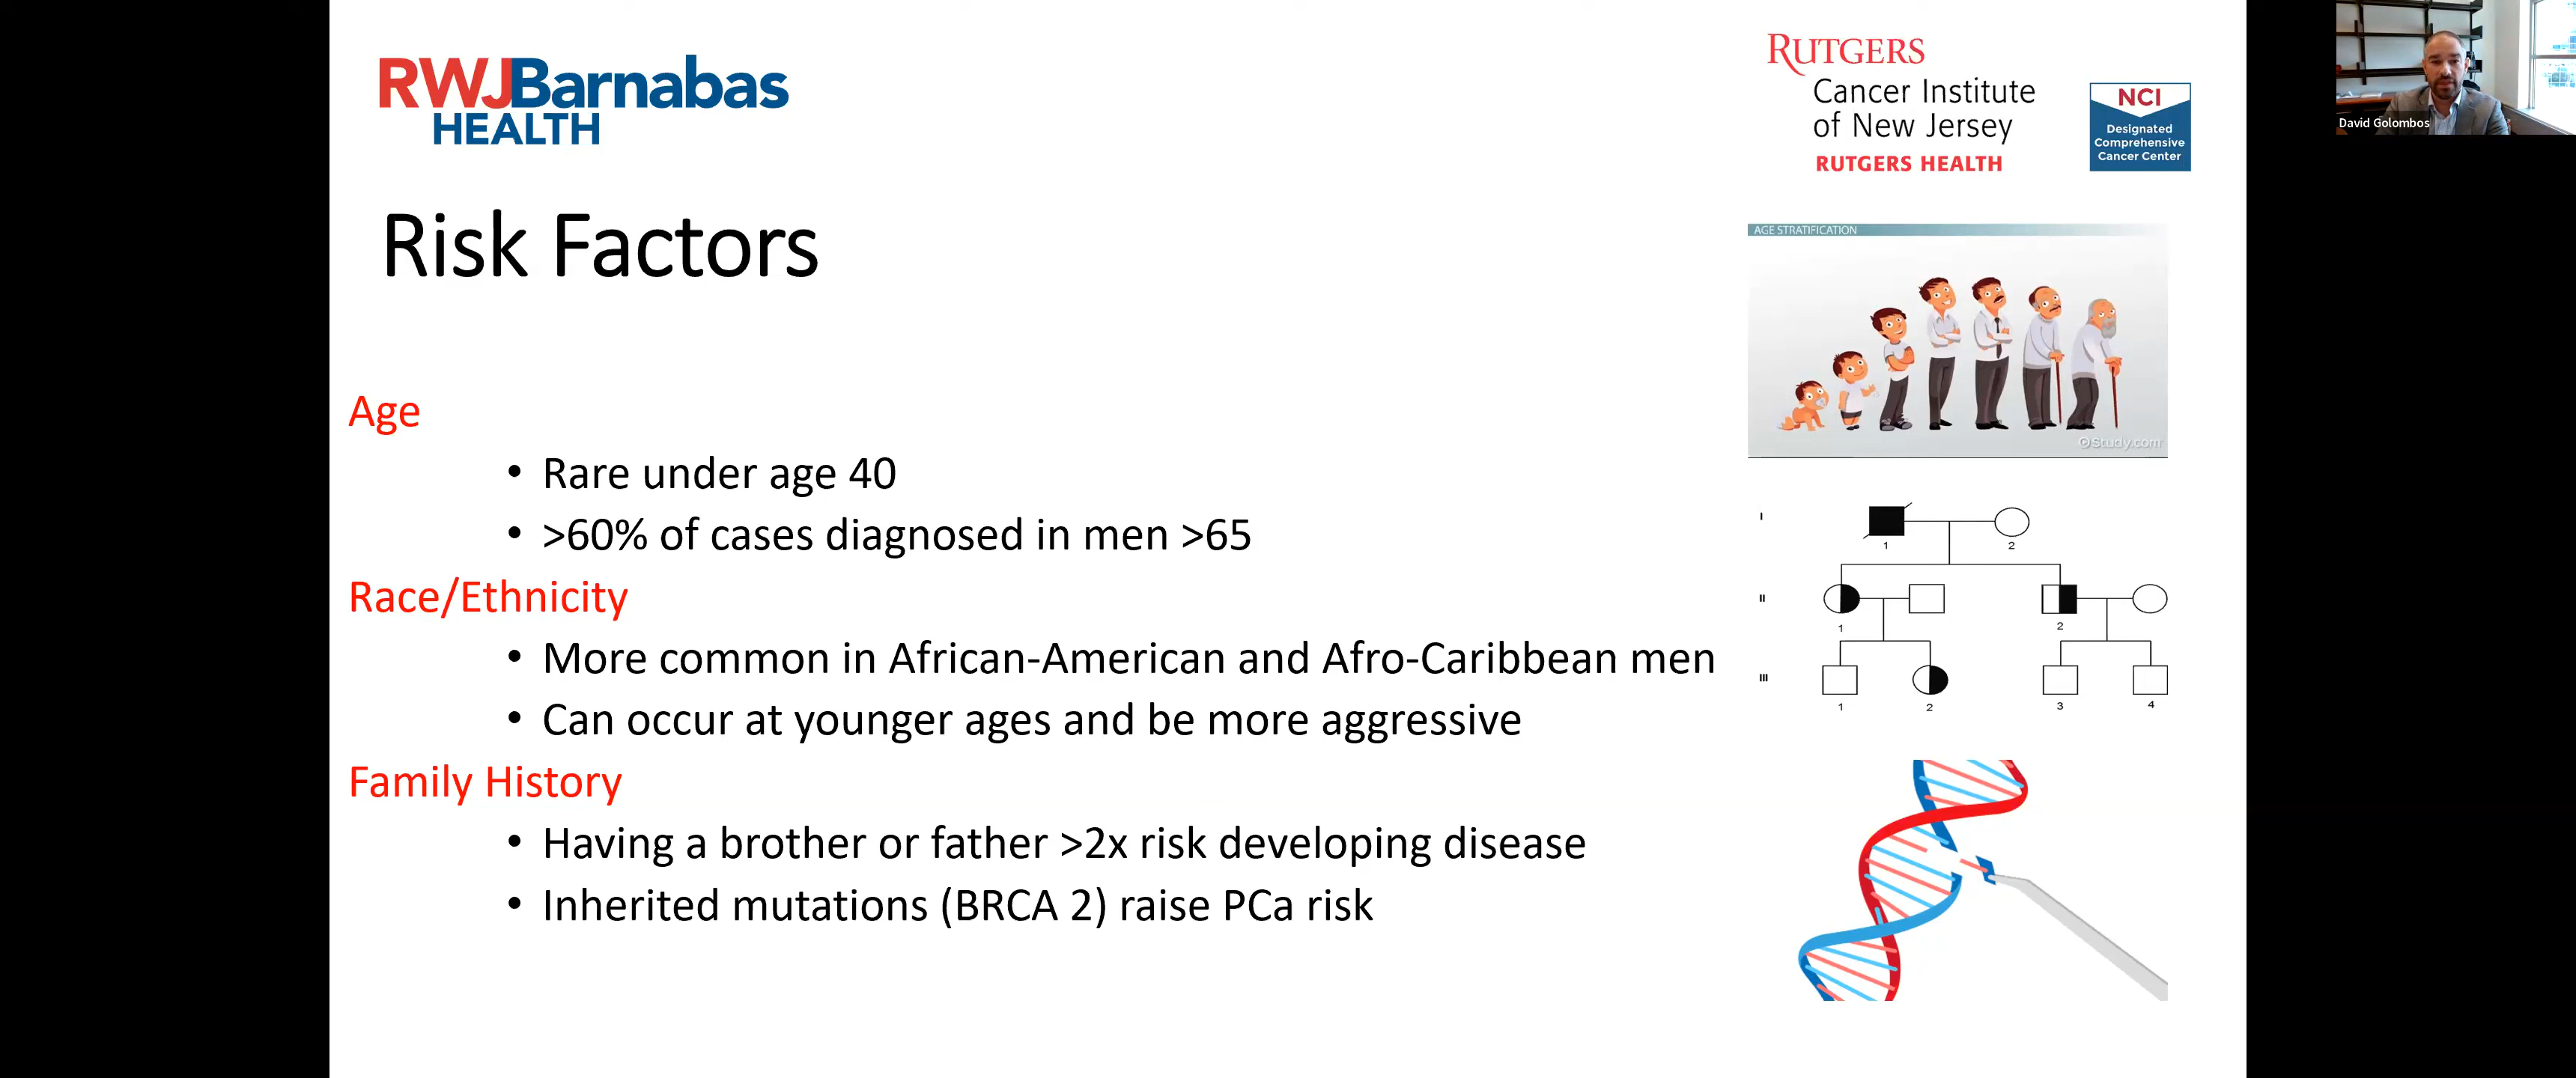 RWJBarnabas
HEALTH
RUTGERS
Cancer Institute
of New Jersey
RUTGERS HEALTH
NCI
Designated
Comprehensive
Cancer Center
David Golombos
Risk Factors
AGE STRATIFICATION
©Study.com
Age
• Rare under age 40
• >60% of cases diagnosed in men >65
Race/Ethnicity
• More common in African-American and Afro-Caribbean men
• Can occur at younger ages and be more aggressive
Family History
• Having a brother or father >2x risk developing disease
• Inherited mutations (BRCA 2) raise PCa risk
I
1 2
II
1 2
III
1 2 3 4